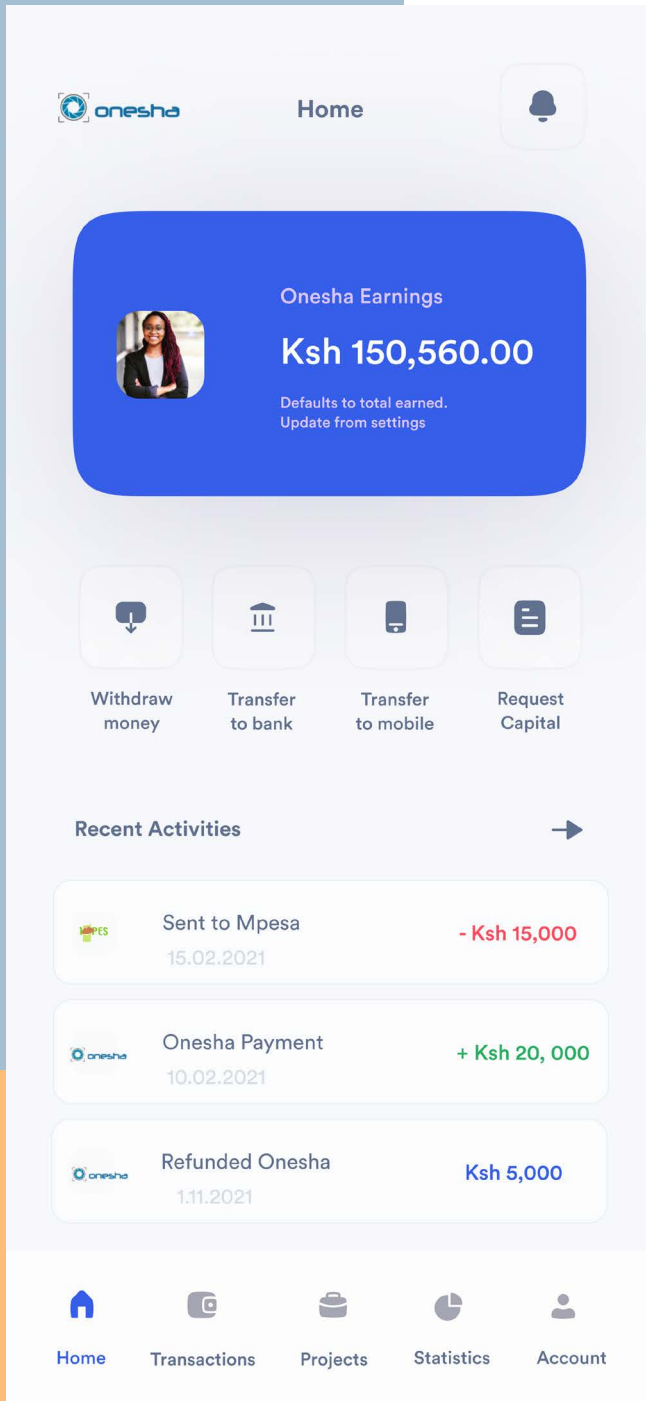 onesha
Home
Onesha Earnings
Ksh 150,560.00
Defaults to total earned.
Update from settings
Withdraw
money
Transfer
to bank
Transfer
to mobile
Request
Capital
Recent Activities
Sent to Mpesa
- Ksh 15,000
15.02.2021
onesha
Onesha Payment
+ Ksh 20, 000
10.02.2021
onesha
Refunded Onesha
Ksh 5,000
1.11.2021
Home
Transactions
Projects
Statistics
Account